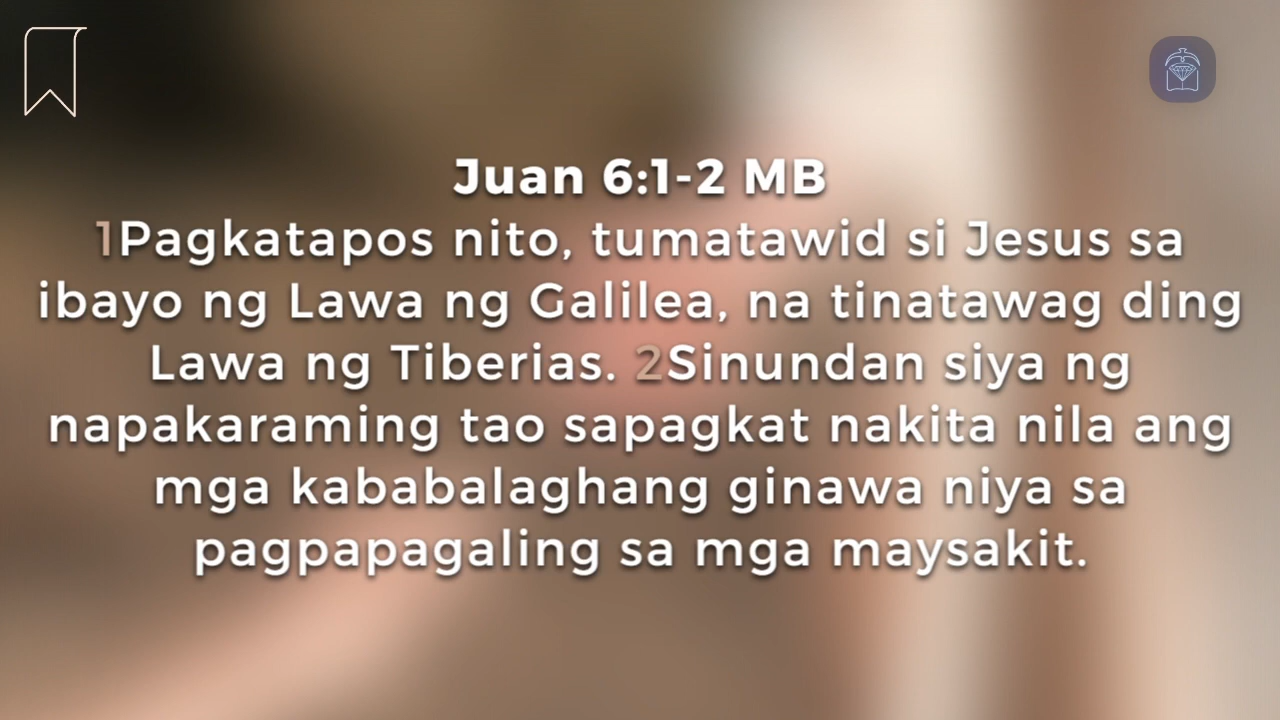 Juan 6:1-2 MB
1Pagkatapos nito, tumatawid si Jesus sa
ibayo ng Lawa ng Galilea, na tinatawag ding
Lawa ng Tiberias. 2Sinundan siya ng
napakaraming tao sapagkat nakita nila ang
mga kababalaghang ginawa niya sa
pagpapagaling sa mga maysakit.